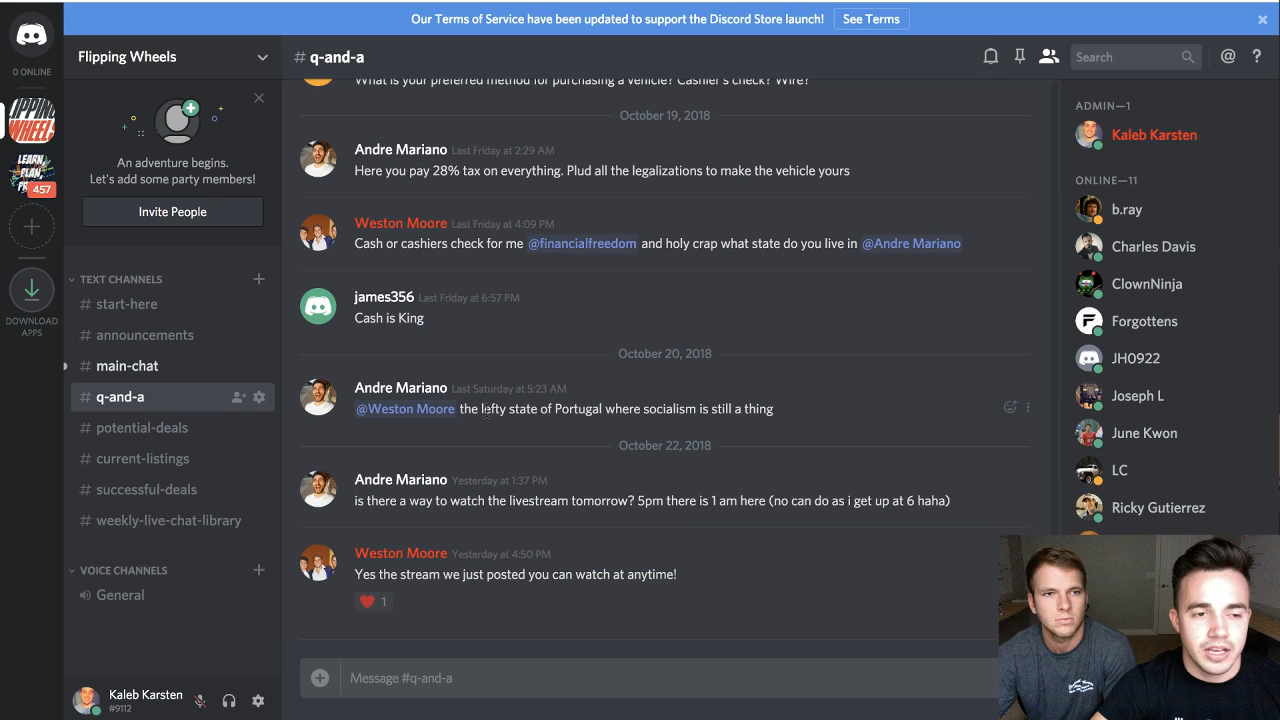 Our Terms of Service have been updated to support the Discord Store launch!
See Terms
0 ONLINE
IPPING
WHEELS
LEARN,
PLAN,
457
DOWNLOAD
APPS
Flipping Wheels
An adventure begins.
Let's add some party members!
Invite People
TEXT CHANNELS
# start-here
# announcements
# main-chat
# q-and-a
# potential-deals
# current-listings
# successful-deals
# weekly-live-chat-library
VOICE CHANNELS
General
Kaleb Karsten
#9112
# q-and-a
Search
What is your preferred method for purchasing a vehicle? Cashier's check? Wire?
October 19, 2018
Andre Mariano Last Friday at 2:29 AM
Here you pay 28% tax on everything. Plud all the legalizations to make the vehicle yours
Weston Moore Last Friday at 4:09 PM
Cash or cashiers check for me @financialfreedom and holy crap what state do you live in @Andre Mariano
james356 Last Friday at 6:57 PM
Cash is King
October 20, 2018
Andre Mariano Last Saturday at 5:23 AM
@Weston Moore the lefty state of Portugal where socialism is still a thing
October 22, 2018
Andre Mariano Yesterday at 1:37 PM
is there a way to watch the livestream tomorrow? 5pm there is 1 am here (no can do as i get up at 6 haha)
Weston Moore Yesterday at 4:50 PM
Yes the stream we just posted you can watch at anytime!
1
Message #q-and-a
ADMIN—1
Kaleb Karsten
ONLINE—11
b.ray
Charles Davis
ClownNinja
Forgottens
JH0922
Joseph L
June Kwon
LC
Ricky Gutierrez